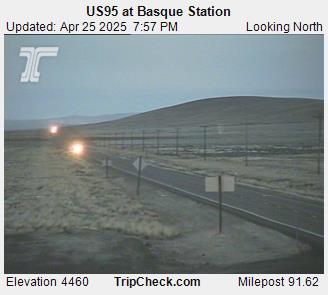 US95 at Basque Station
Updated: Apr 25 2025 7:57 PM Looking North
Elevation 4460 TripCheck.com Milepost 91.62